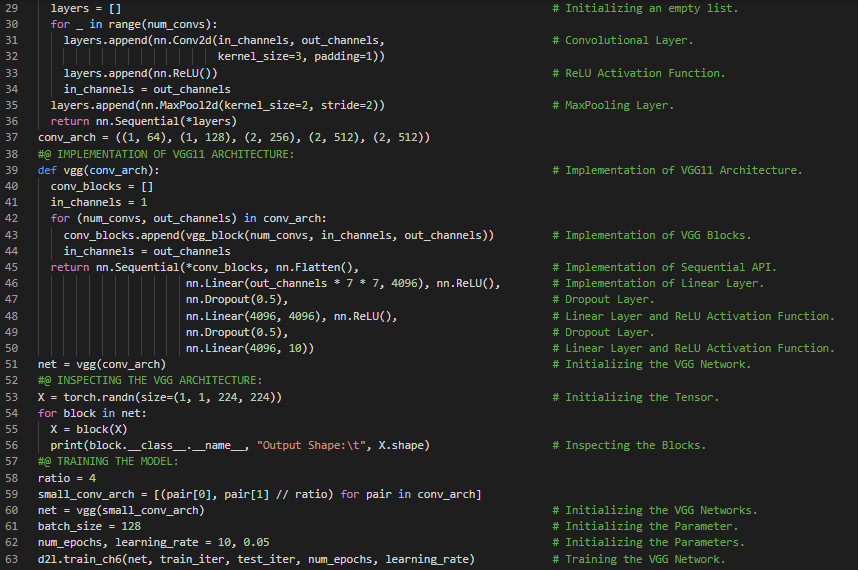 29 layers = [] # Initializing an empty list.
30 for _ in range(num_convs):
31 layers.append(nn.Conv2d(in_channels, out_channels, # Convolutional Layer.
32 kernel_size=3, padding=1))
33 layers.append(nn.ReLU()) # ReLU Activation Function.
34 in_channels = out_channels
35 layers.append(nn.MaxPool2d(kernel_size=2, stride=2)) # MaxPooling Layer.
36 return nn.Sequential(*layers)
37 conv_arch = ((1, 64), (1, 128), (2, 256), (2, 512), (2, 512))
38 #@ IMPLEMENTATION OF VGG11 ARCHITECTURE:
39 def vgg(conv_arch): # Implementation of VGG11 Architecture.
40 conv_blocks = []
41 in_channels = 1
42 for (num_convs, out_channels) in conv_arch:
43 conv_blocks.append(vgg_block(num_convs, in_channels, out_channels)) # Implementation of VGG Blocks.
44 in_channels = out_channels
45 return nn.Sequential(*conv_blocks, nn.Flatten(), # Implementation of Sequential API.
46 nn.Linear(out_channels * 7 * 7, 4096), nn.ReLU(), # Implementation of Linear Layer.
47 nn.Dropout(0.5), # Dropout Layer.
48 nn.Linear(4096, 4096), nn.ReLU(), # Linear Layer and ReLU Activation Function.
49 nn.Dropout(0.5), # Dropout Layer.
50 nn.Linear(4096, 10)) # Linear Layer and ReLU Activation Function.
51 net = vgg(conv_arch) # Initializing the VGG Network.
52 #@ INSPECTING THE VGG ARCHITECTURE:
53 X = torch.randn(size=(1, 1, 224, 224)) # Initializing the Tensor.
54 for block in net:
55 X = block(X)
56 print(block.__class__.__name__, "Output Shape:\t", X.shape) # Inspecting the Blocks.
57 #@ TRAINING THE MODEL:
58 ratio = 4
59 small_conv_arch = [(pair[0], pair[1] // ratio) for pair in conv_arch]
60 net = vgg(small_conv_arch) # Initializing the VGG Networks.
61 batch_size = 128 # Initializing the Parameter.
62 num_epochs, learning_rate = 10, 0.05 # Initializing the Parameters.
63 d2l.train_ch6(net, train_iter, test_iter, num_epochs, learning_rate) # Training the VGG Network.